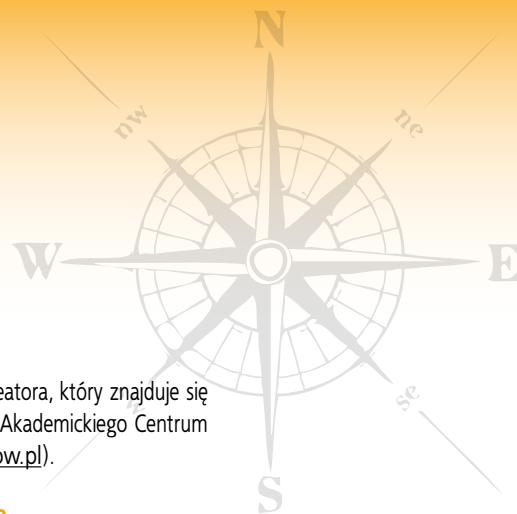 N
nw
ne
W
E
eatora, który znajduje się
se
Akademickiego Centrum
ow.pl).
S